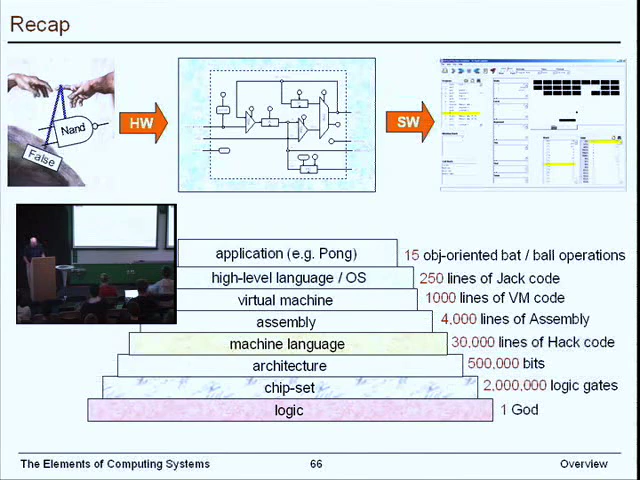 Recap
Nand
False
HW
SW
application (e.g. Pong) 15 obj-oriented bat / ball operations
high-level language / OS 250 lines of Jack code
virtual machine 1000 lines of VM code
assembly 4,000 lines of Assembly
machine language 30,000 lines of Hack code
architecture 500,000 bits
chip-set 2,000,000 logic gates
logic 1 God
The Elements of Computing Systems 66 Overview